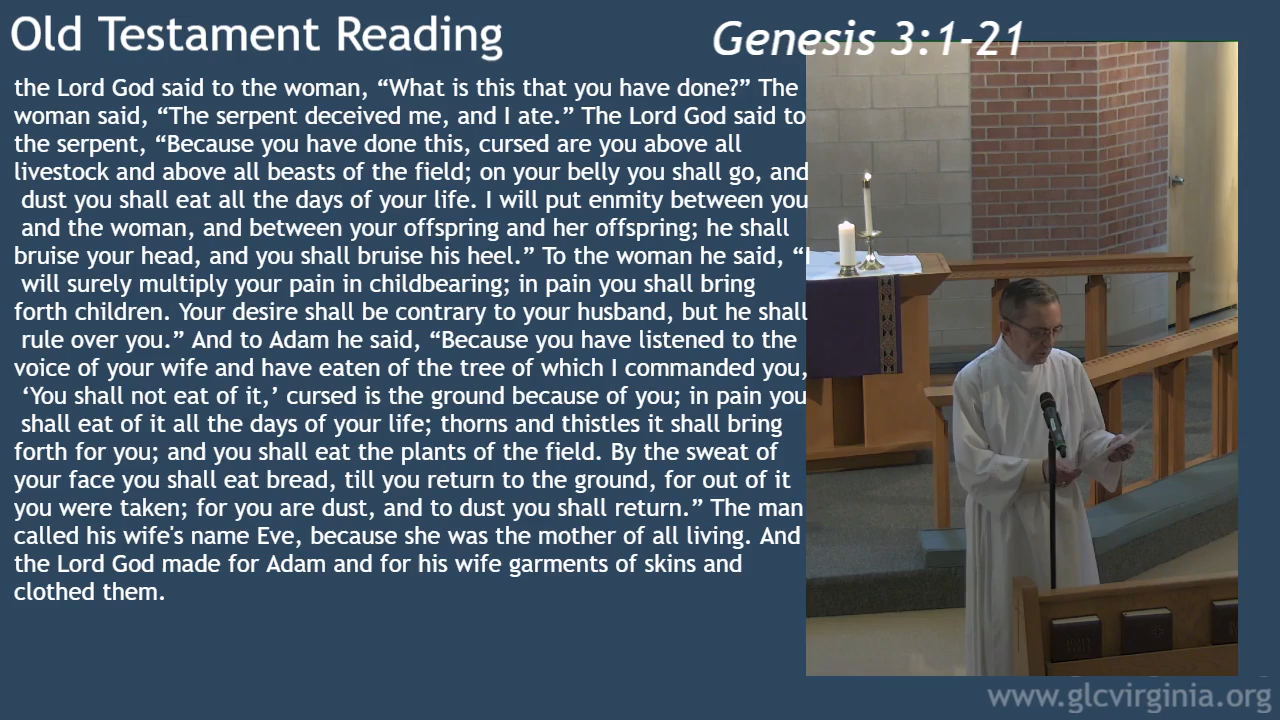 Old Testament Reading
Genesis 3:1-21
the Lord God said to the woman, “What is this that you have done?” The
woman said, “The serpent deceived me, and I ate.” The Lord God said to
the serpent, “Because you have done this, cursed are you above all
livestock and above all beasts of the field; on your belly you shall go, and
dust you shall eat all the days of your life. I will put enmity between you
and the woman, and between your offspring and her offspring; he shall
bruise your head, and you shall bruise his heel.” To the woman he said, “I
will surely multiply your pain in childbearing; in pain you shall bring
forth children. Your desire shall be contrary to your husband, but he shall
rule over you.” And to Adam he said, “Because you have listened to the
voice of your wife and have eaten of the tree of which I commanded you,
‘You shall not eat of it,’ cursed is the ground because of you; in pain you
shall eat of it all the days of your life; thorns and thistles it shall bring
forth for you; and you shall eat the plants of the field. By the sweat of
your face you shall eat bread, till you return to the ground, for out of it
you were taken; for you are dust, and to dust you shall return.” The man
called his wife's name Eve, because she was the mother of all living. And
the Lord God made for Adam and for his wife garments of skins and
clothed them.
www.glcvirginia.org